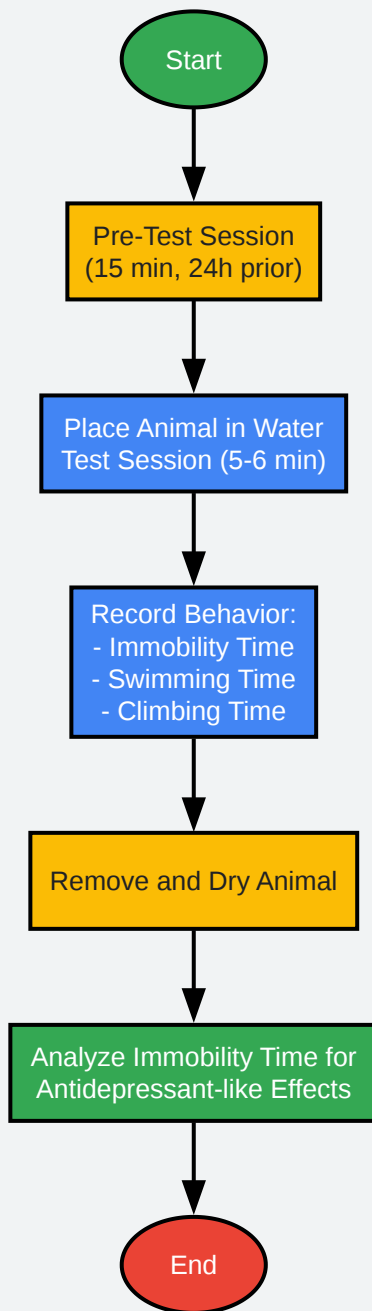 Start
Pre-Test Session
(15 min, 24h prior)
Place Animal in Water
Test Session (5-6 min)
Record Behavior:
- Immobility Time
- Swimming Time
- Climbing Time
Remove and Dry Animal
Analyze Immobility Time for
Antidepressant-like Effects
End